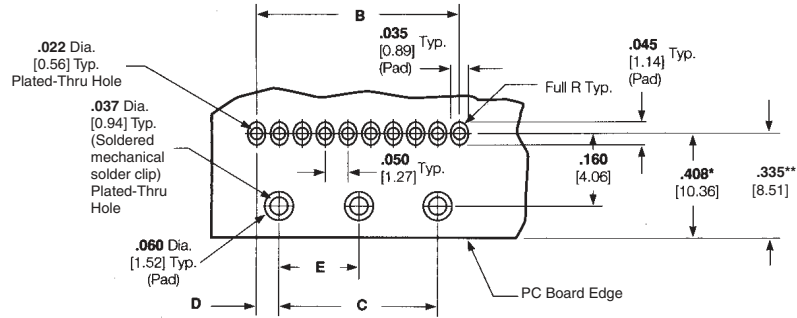 B
.022 Dia.
[0.56] Typ.
Plated-Thru Hole
.035
[0.89] Typ.
(Pad)
.045
[1.14] Typ.
(Pad)
Full R Typ.
.037 Dia.
[0.94] Typ.
(Soldered
mechanical
solder clip)
Plated-Thru
Hole
.050
[1.27] Typ.
.160
[4.06]
.408*
[10.36]
.335**
[8.51]
.060 Dia.
[1.52] Typ.
(Pad)
E
D
C
PC Board Edge